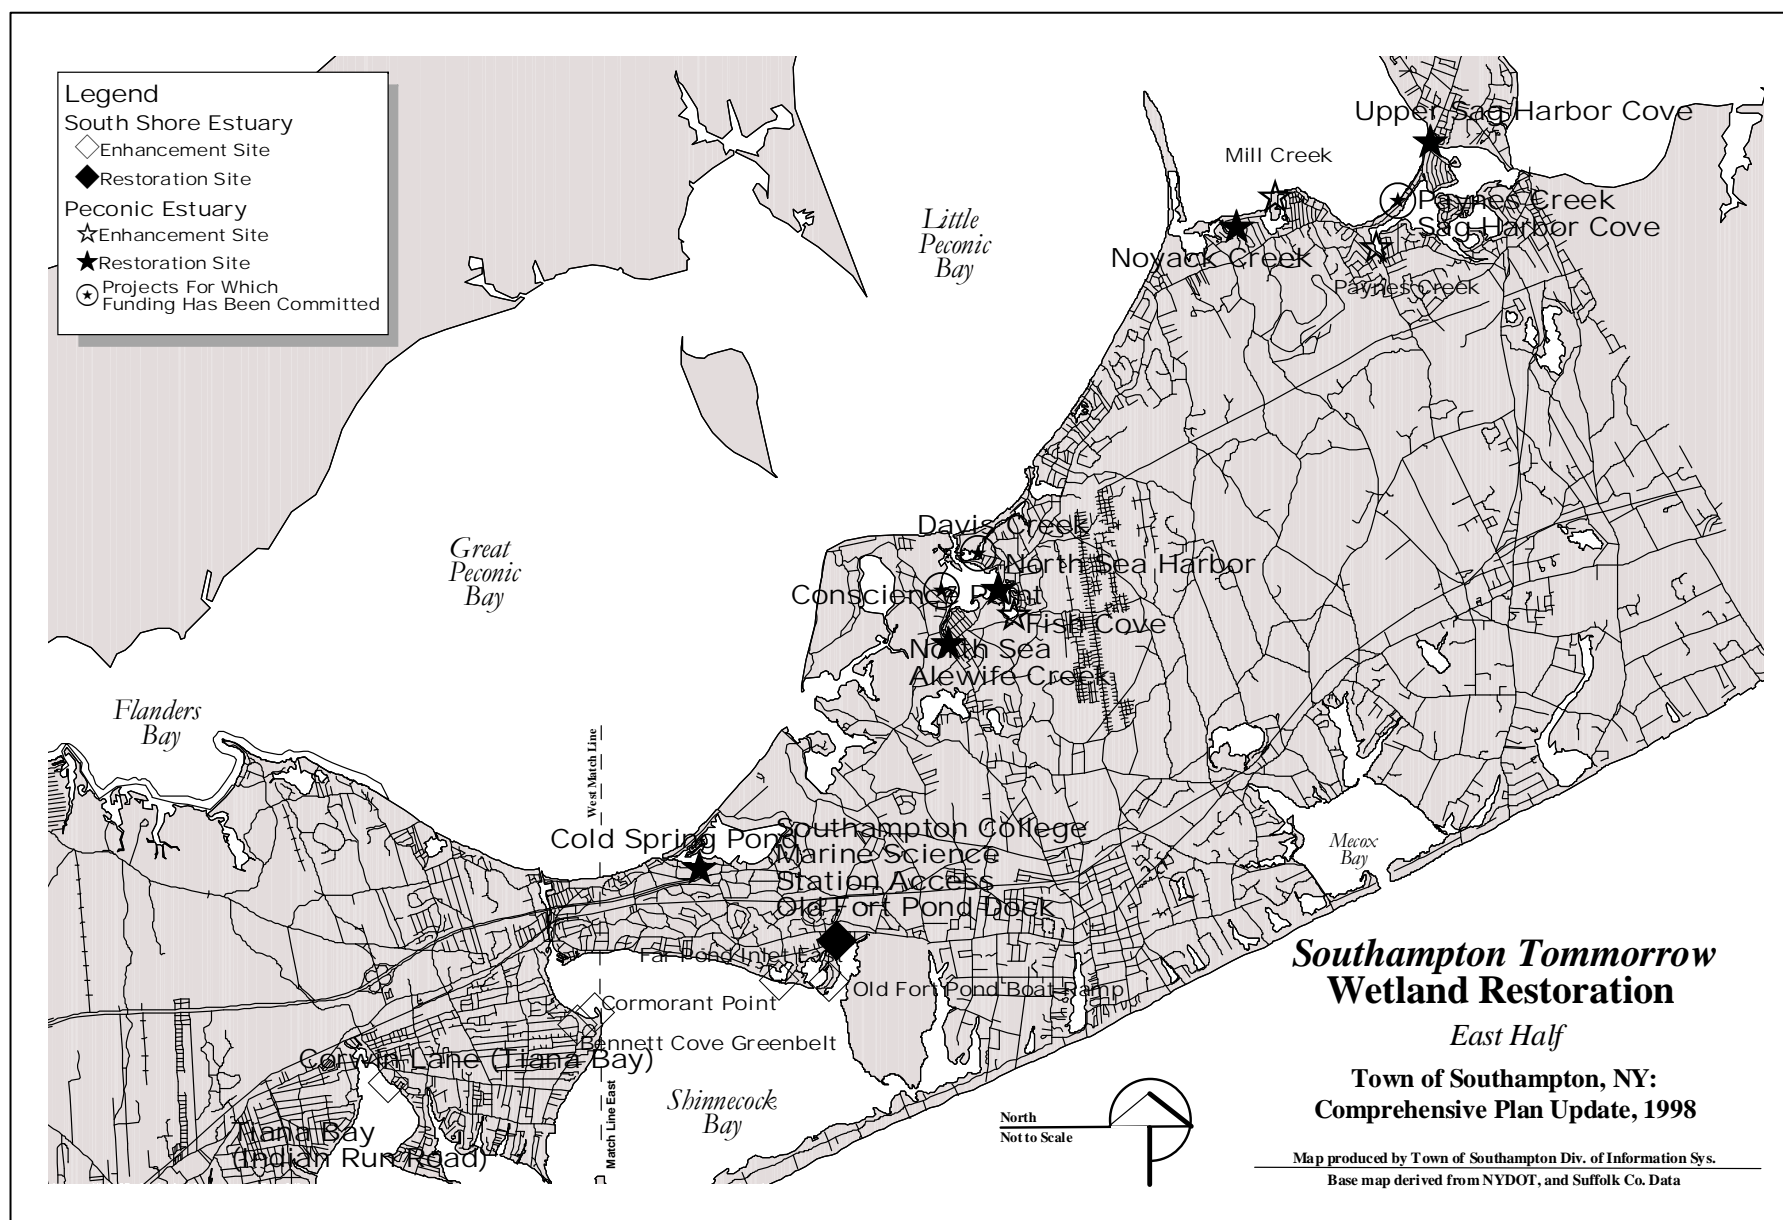 Legend
South Shore Estuary
Enhancement Site
Restoration Site
Peconic Estuary
Enhancement Site
Restoration Site
Projects For Which
Funding Has Been Committed
Upper Sag Harbor Cove
Mill Creek
Paynes Creek
Sag Harbor Cove
Noyack Creek
Paynes Creek
Little
Peconic
Bay
Great
Peconic
Bay
Davis Creek
North Sea Harbor
Conscience Point
Fish Cove
North Sea
Alewife Creek
Flanders
Bay
West Match Line
Cold Spring Pond
Southampton College
Marine Science
Station Access
Old Fort Pond Dock
Mecox
Bay
Far Pond Inlet East
Old Fort Pond Boat Ramp
Cormorant Point
Bennett Cove Greenbelt
Corwin Lane (Tiana Bay)
Tiana Bay
(Indian Run Road)
Match Line East
Shinnecock
Bay
North
Not to Scale
Southampton Tommorrow
Wetland Restoration
East Half
Town of Southampton, NY:
Comprehensive Plan Update, 1998
Map produced by Town of Southampton Div. of Information Sys.
Base map derived from NYDOT, and Suffolk Co. Data